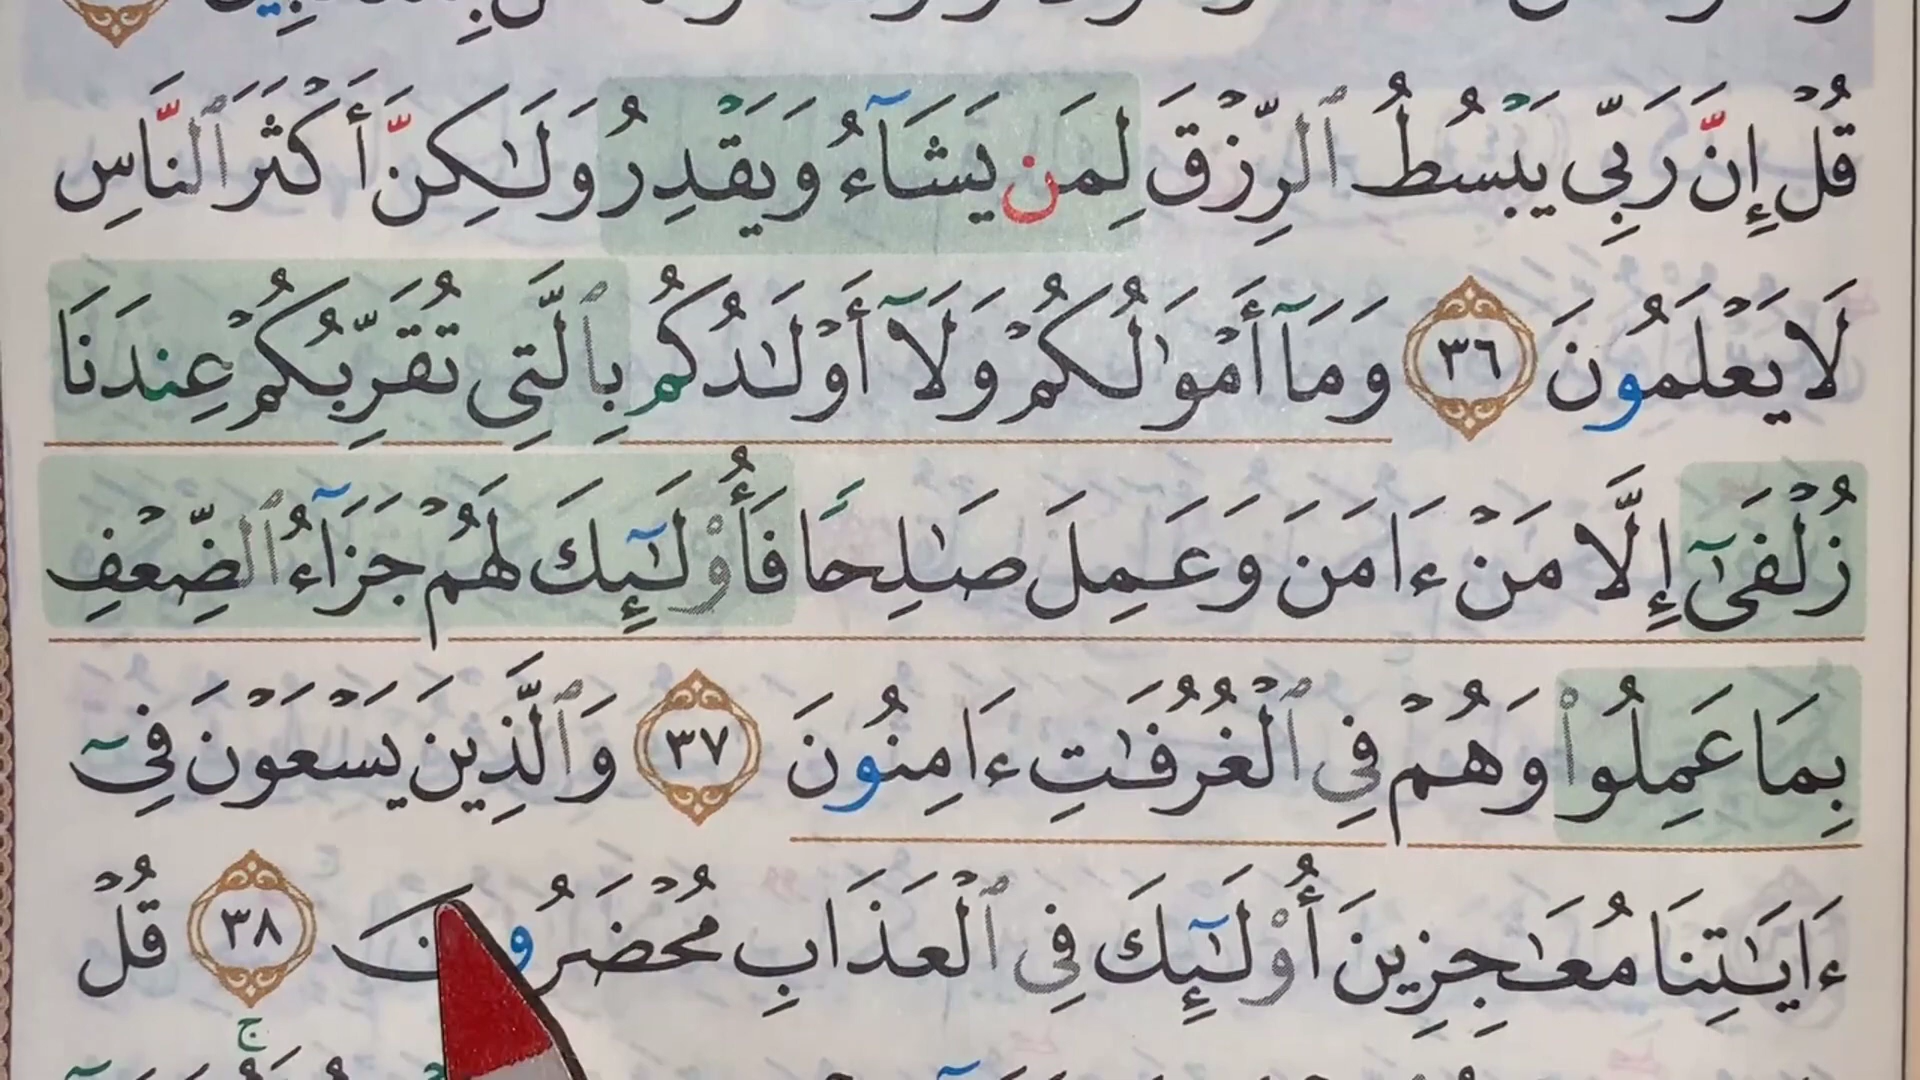 قُلْ إِنَّ رَبِّى يَبْسُطُ ٱلرِّزْقَ لِمَن يَشَآءُ وَيَقْدِرُ وَلَـٰكِنَّ أَكْثَرَ ٱلنَّاسِ
لَا يَعْلَمُونَ ٣٦ وَمَآ أَمْوَٰلُكُمْ وَلَآ أَوْلَـٰدُكُم بِٱلَّتِى تُقَرِّبُكُمْ عِندَنَا
زُلْفَىٰٓ إِلَّا مَنْ ءَامَنَ وَعَمِلَ صَـٰلِحًا فَأُو۟لَـٰٓئِكَ لَهُمْ جَزَآءُ ٱلضِّعْفِ
بِمَا عَمِلُوا۟ وَهُمْ فِى ٱلْغُرُفَـٰتِ ءَامِنُونَ ٣٧ وَٱلَّذِينَ يَسْعَوْنَ فِىٓ
ءَايَـٰتِنَا مُعَـٰجِزِينَ أُو۟لَـٰٓئِكَ فِى ٱلْعَذَابِ مُحْضَرُونَ ٣٨ قُلْ